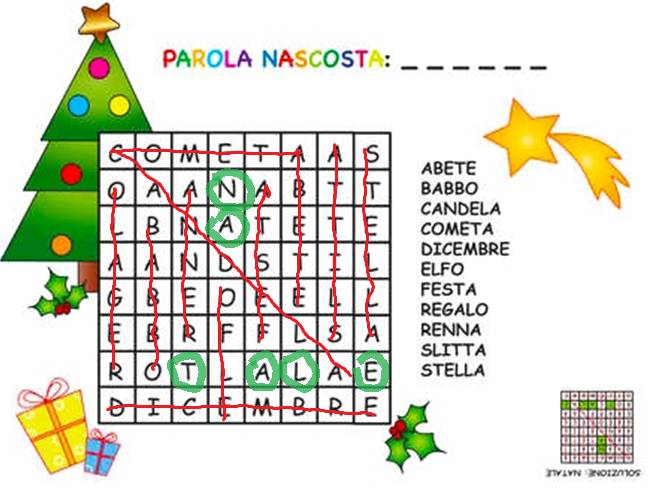 PAROLA NASCOSTA: _ _ _ _ _ _
C O M E T A A S
O A A N A B T T
L B N A T E T E
A A N D S T I L
G B E O E E L L
E B R F F L S A
R O T L A L A E
D I C E M B R E
ABETE
BABBO
CANDELA
COMETA
DICEMBRE
ELFO
FESTA
REGALO
RENNA
SLITTA
STELLA
SOLUZIONE: NATALE